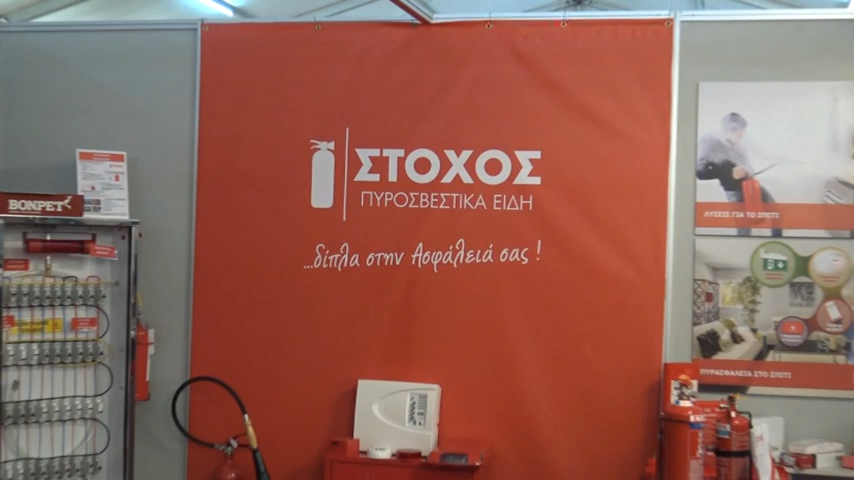 ΣΤΟΧΟΣ
ΠΥΡΟΣΒΕΣΤΙΚΑ ΕΙΔΗ
...δίπλα στην Ασφάλειά σας !
BONPET
ΛΥΣΕΙΣ ΓΙΑ ΤΟ ΣΠΙΤΙ
ΠΥΡΑΣΦΑΛΕΙΑ ΣΤΟ ΣΠΙΤΙ